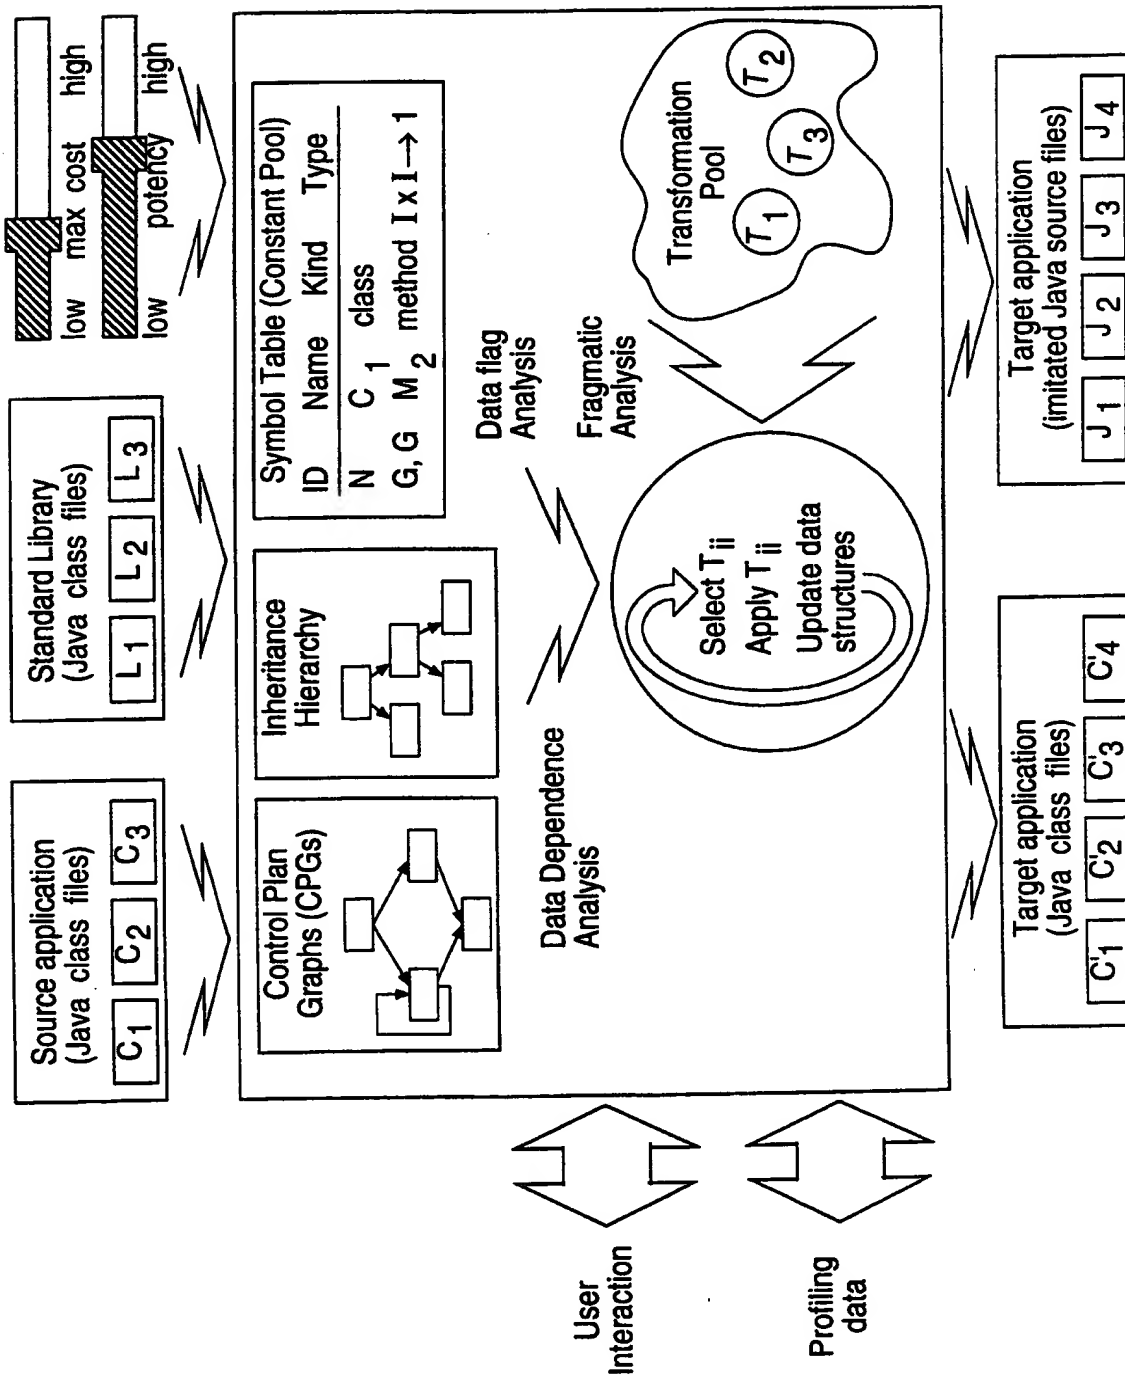 Source application
(Java class files)
C1 C2 C3
Standard Library
(Java class files)
L1 L2 L3
low max cost high
low potency high
Control Plan
Graphs (CPGs)
Inheritance
Hierarchy
Symbol Table (Constant Pool)
ID Name Kind Type
N C1 class
G, G M2 method I x I → 1
Data Dependence
Analysis
Data flag
Analysis
Fragmatic
Analysis
User
Interaction
Profiling
data
Select Tii
Apply Tii
Update data
structures
Transformation
Pool
T1 T3 T2
Target application
(Java class files)
C'1 C'2 C'3 C'4
Target application
(imitated Java source files)
J1 J2 J3 J4